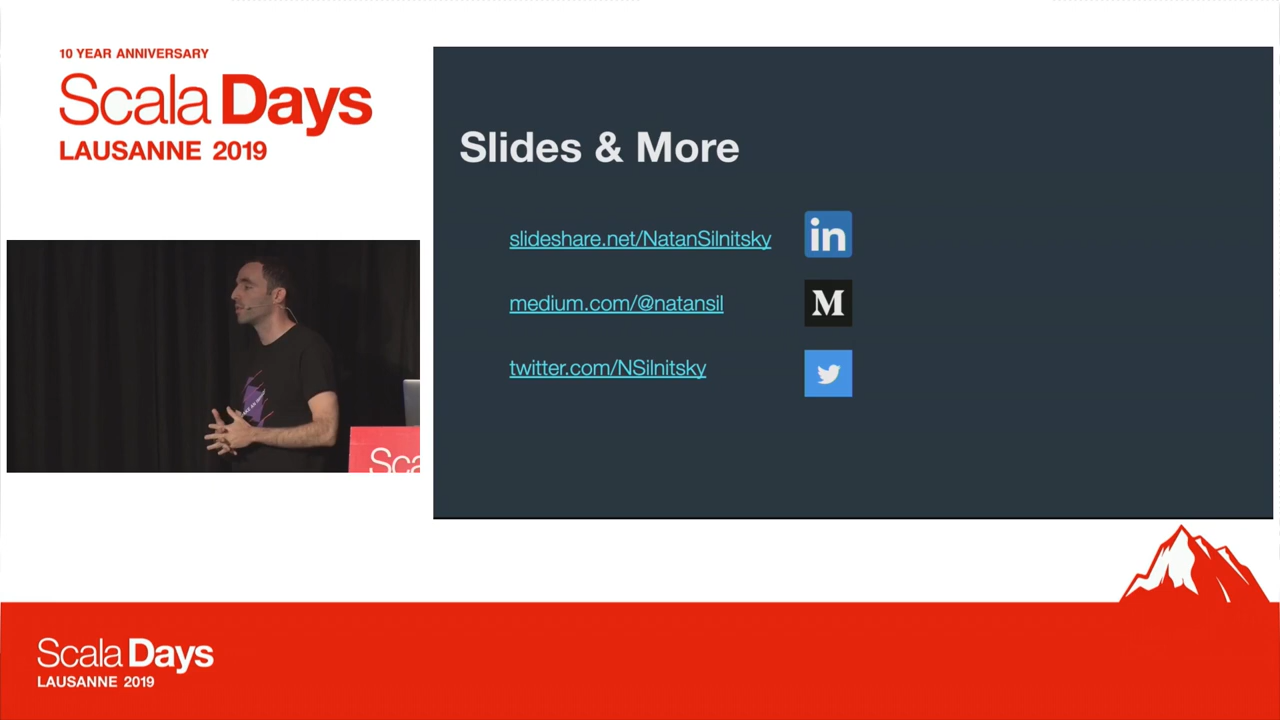 10 YEAR ANNIVERSARY
Scala Days
LAUSANNE 2019
Slides & More
slideshare.net/NatanSilnitsky
in
medium.com/@natansil
M
twitter.com/NSilnitsky
Sca
Scala Days
LAUSANNE 2019